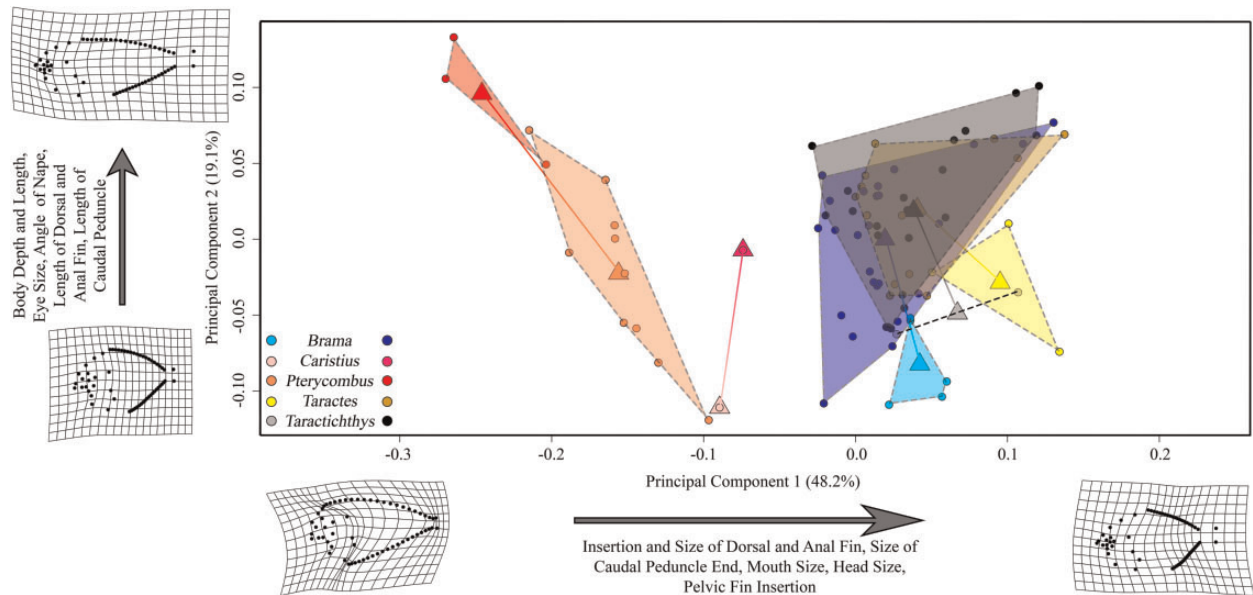 Body Depth and Length,
Eye Size, Angle of Nape,
Length of Dorsal and
Anal Fin, Length of
Caudal Peduncle
Principal Component 2 (19.1%)
0.10
0.05
0.0
-0.05
-0.10
Brama
Caristius
Pterycombus
Taractes
Taractichthys
-0.3
-0.2
-0.1
0.0
0.1
0.2
Principal Component 1 (48.2%)
Insertion and Size of Dorsal and Anal Fin, Size of
Caudal Peduncle End, Mouth Size, Head Size,
Pelvic Fin Insertion